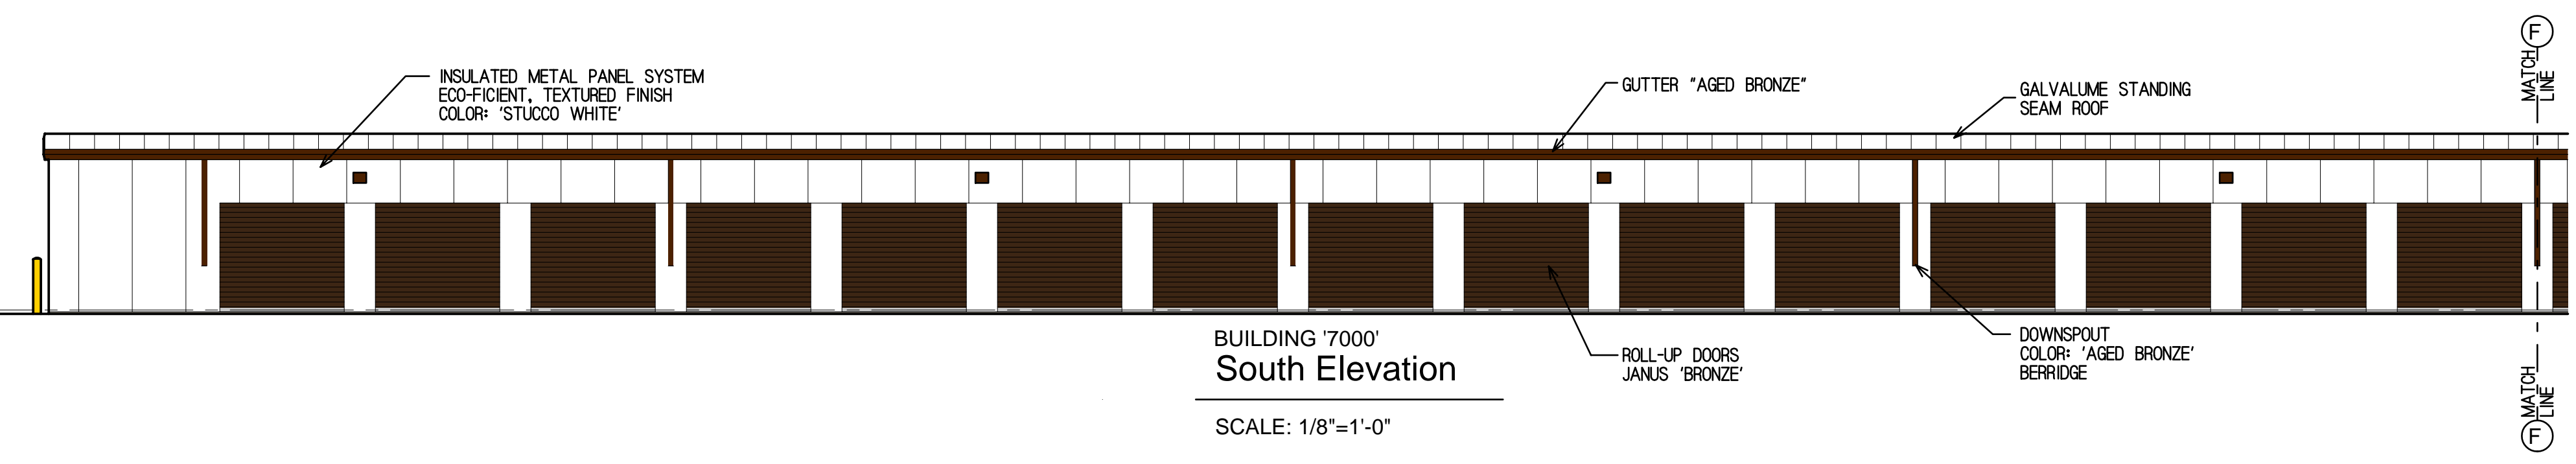 INSULATED METAL PANEL SYSTEM
ECO-FICIENT, TEXTURED FINISH
COLOR: 'STUCCO WHITE'
GUTTER "AGED BRONZE"
GALVALUME STANDING
SEAM ROOF
F
MATCH
LINE
BUILDING '7000'
South Elevation
SCALE: 1/8"=1'-0"
ROLL-UP DOORS
JANUS 'BRONZE'
DOWNSPOUT
COLOR: 'AGED BRONZE'
BERRIDGE
MATCH
LINE
F